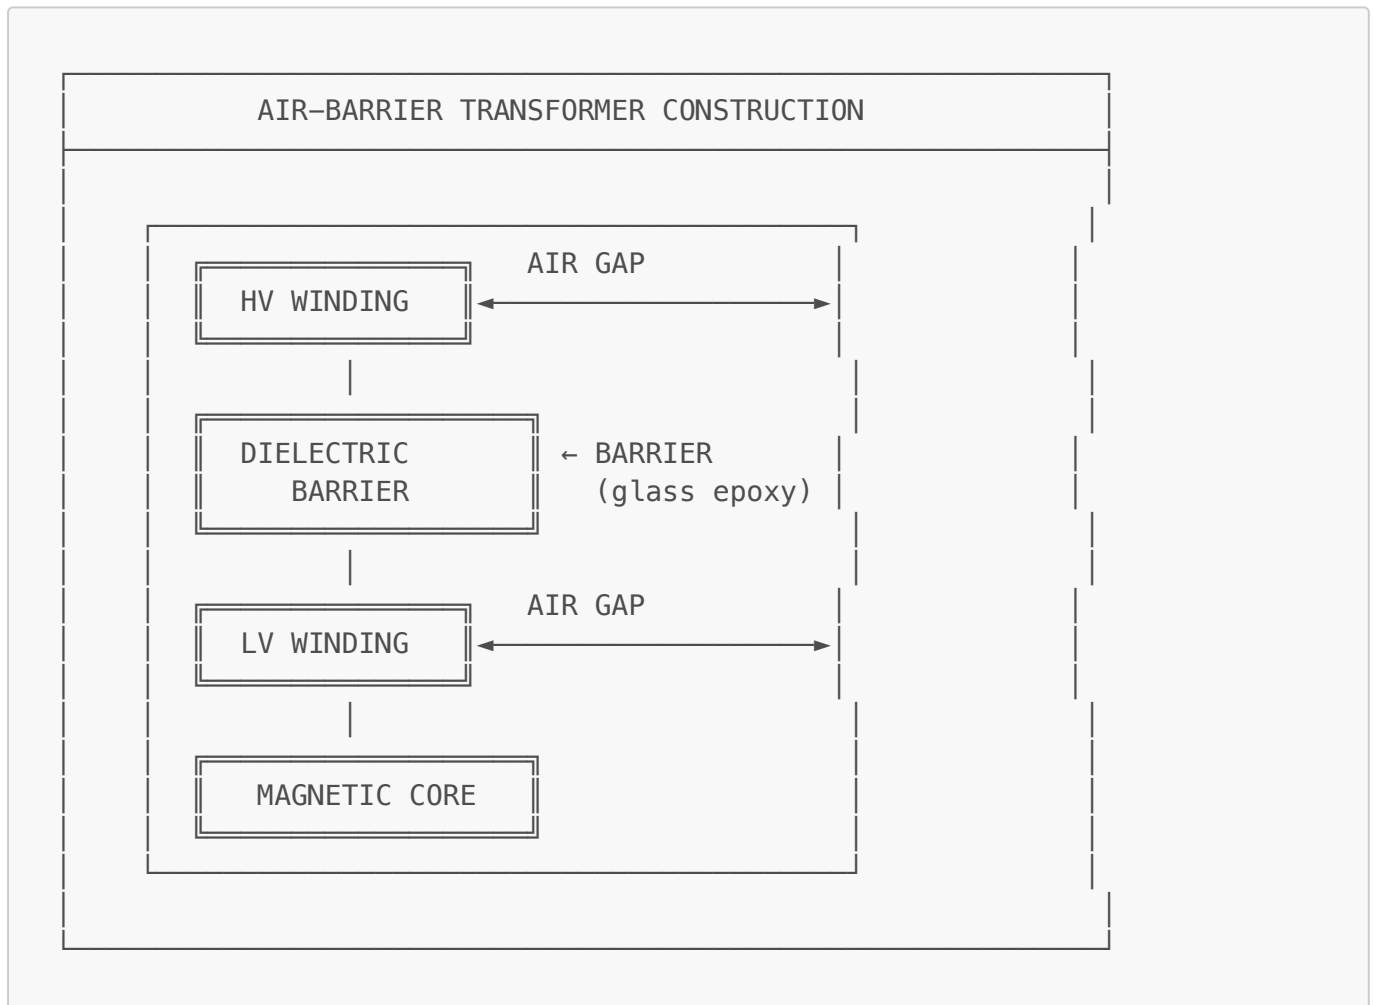 AIR–BARRIER TRANSFORMER CONSTRUCTION
AIR GAP
HV WINDING
DIELECTRIC ← BARRIER
BARRIER (glass epoxy)
AIR GAP
LV WINDING
MAGNETIC CORE